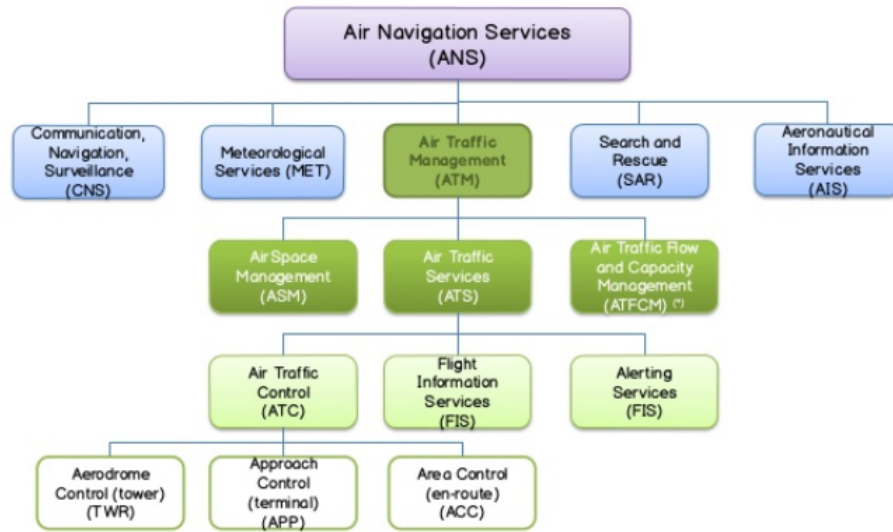 Air Navigation Services
(ANS)
Communication,
Navigation,
Surveillance
(CNS)
Meteorological
Services (MET)
Air Traffic
Management
(ATM)
Search and
Rescue
(SAR)
Aeronautical
Information
Services
(AIS)
AirSpace
Management
(ASM)
Air Traffic
Services
(ATS)
Air Traffic Flow
and Capacity
Management
(ATFCM) (*)
Air Traffic
Control
(ATC)
Flight
Information
Services
(FIS)
Alerting
Services
(FIS)
Aerodrome
Control (tower)
(TWR)
Approach
Control
(terminal)
(APP)
Area Control
(en-route)
(ACC)